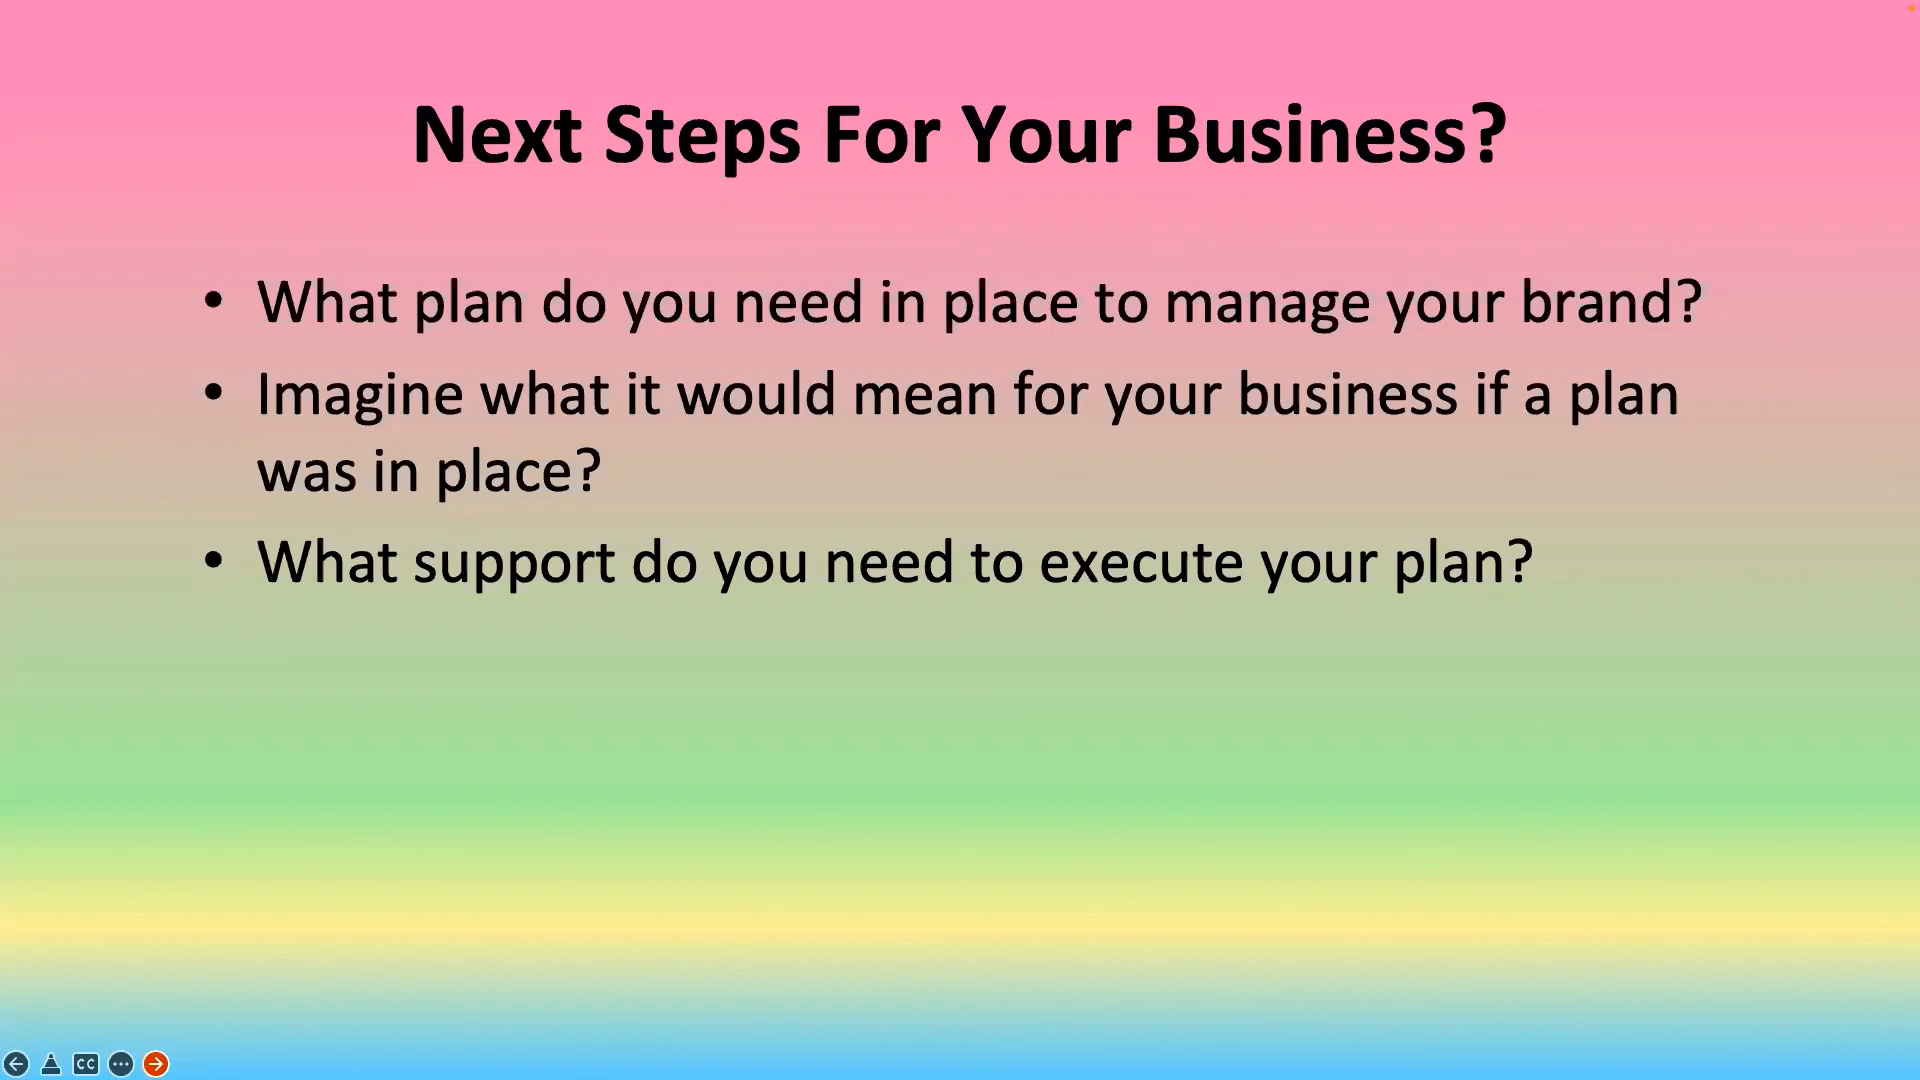 Next Steps For Your Business?
• What plan do you need in place to manage your brand?
• Imagine what it would mean for your business if a plan
was in place?
• What support do you need to execute your plan?
CC